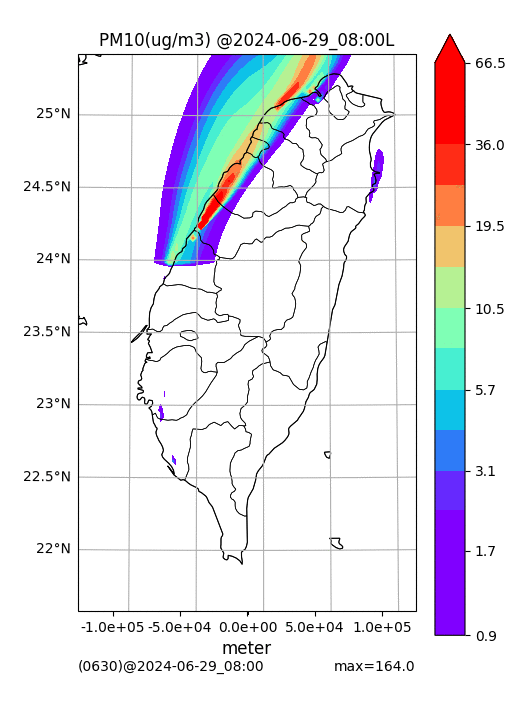 PM10(ug/m3) @2024-06-29_08:00L
66.5
36.0
19.5
10.5
5.7
3.1
1.7
0.9
25°N
24.5°N
24°N
23.5°N
23°N
22.5°N
22°N
-1.0e+05 -5.0e+04 0.0e+00 5.0e+04 1.0e+05
meter
(0630)@2024-06-29_08:00 max=164.0